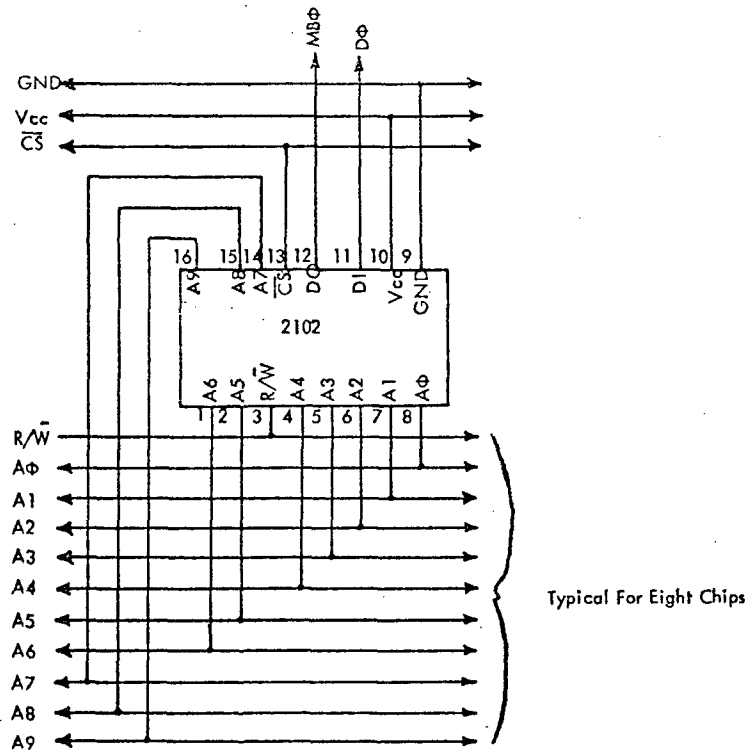 MBΦ
DΦ
GND
Vcc
CS
16 15 14 13 12 11 10 9
A9 A8 A7 CS DO DI Vcc GND
2102
A6 A5 R/W A4 A3 A2 A1 AΦ
1 2 3 4 5 6 7 8
R/W
AΦ
A1
A2
A3
A4
A5
A6
A7
A8
A9
Typical For Eight Chips